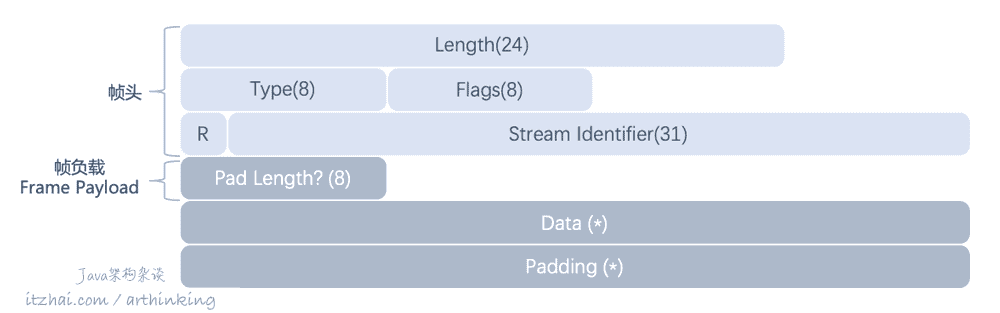 Length(24)
Type(8) Flags(8)
帧头
R Stream Identifier(31)
帧负载
Frame Payload
Pad Length? (8)
Data (*)
Padding (*)
Java架构杂谈
itzhai.com / arthinking